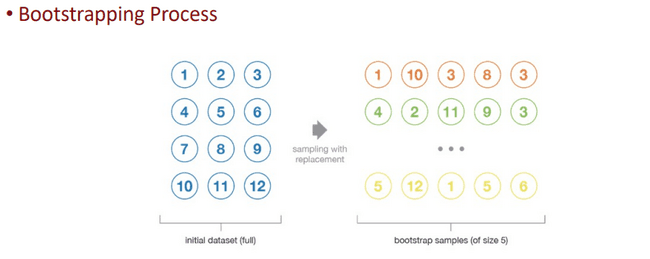 • Bootstrapping Process
1 2 3 1 10 3 8 3
4 5 6 4 2 11 9 3
sampling with
replacement
7 8 9 • • •
10 11 12 5 12 1 5 6
initial dataset (full) bootstrap samples (of size 5)